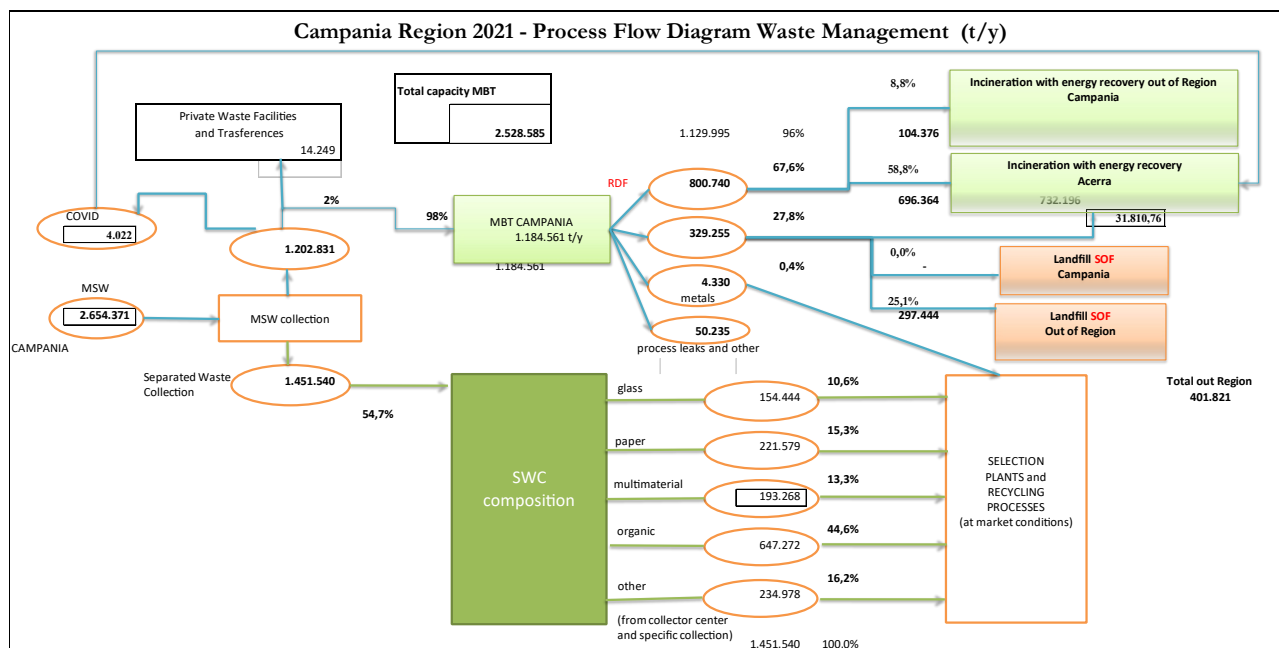 Campania Region 2021 - Process Flow Diagram Waste Management (t/y)
Private Waste Facilities
and Trasferences
14.249
Total capacity MBT
2.528.585
1.129.995
96%
8,8%
104.376
Incineration with energy recovery out of Region
Campania
COVID
4.022
2%
98%
1.202.831
MBT CAMPANIA
1.184.561 t/y
1.184.561
RDF
800.740
67,6%
58,8%
696.364
Incineration with energy recovery
Acerra
732.196
31.810,76
329.255
27,8%
0,0%
-
Landfill SOF
Campania
4.330
metals
0,4%
25,1%
297.444
Landfill SOF
Out of Region
50.235
process leaks and other
MSW
2.654.371
CAMPANIA
MSW collection
Separated Waste
Collection
1.451.540
54,7%
SWC
composition
glass
154.444
10,6%
paper
221.579
15,3%
multimaterial
193.268
13,3%
organic
647.272
44,6%
other
234.978
16,2%
(from collector center
and specific collection)
1.451.540
100,0%
SELECTION
PLANTS and
RECYCLING
PROCESSES
(at market conditions)
Total out Region
401.821